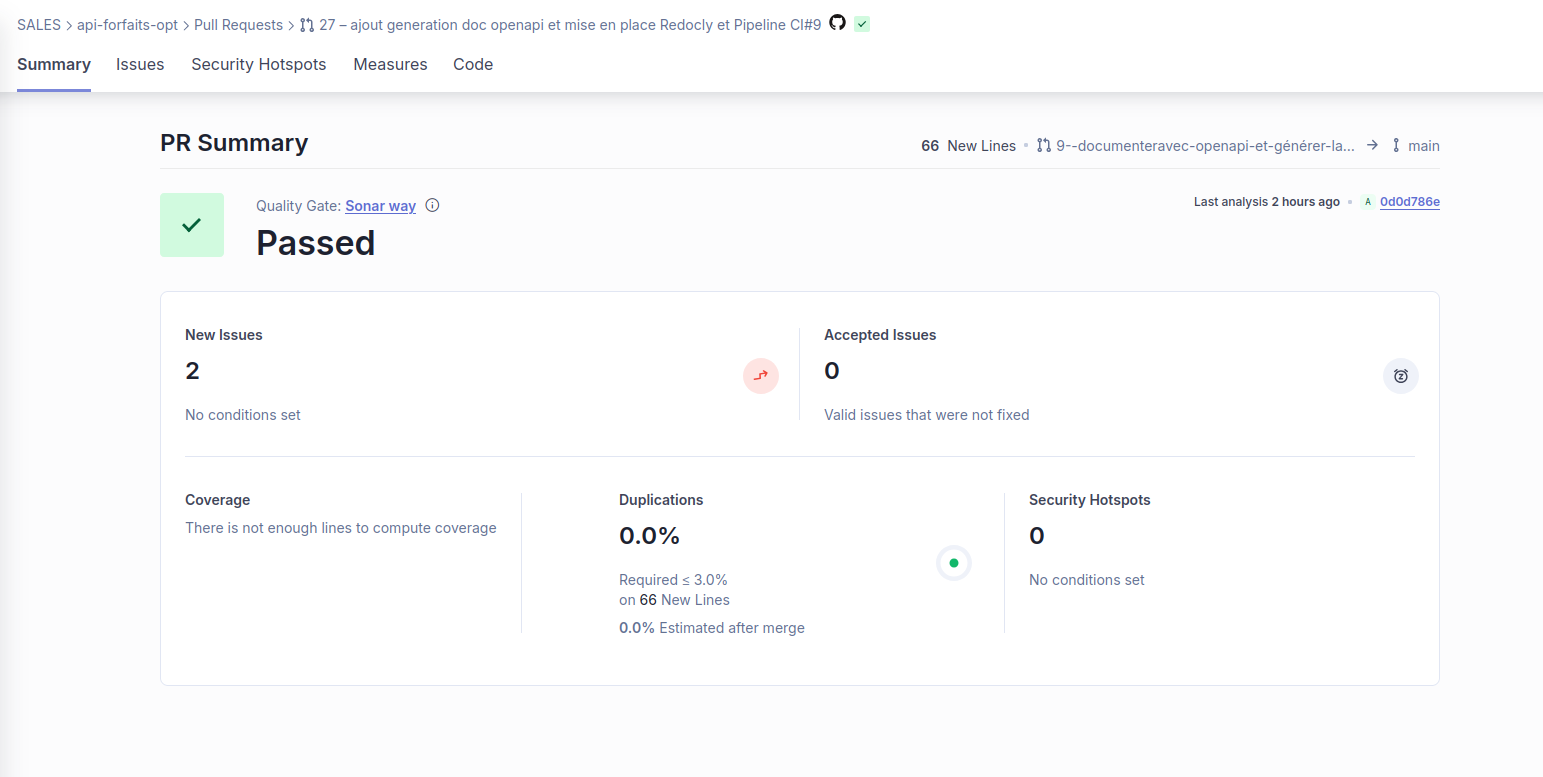 SALES > api-forfaits-opt > Pull Requests > 27 – ajout generation doc openapi et mise en place Redocly et Pipeline CI#9
Summary Issues Security Hotspots Measures Code
PR Summary
66 New Lines 9--documenteravec-openapi-et-générer-la... → main
Quality Gate: Sonar way
Last analysis 2 hours ago A 0d0d786e
Passed
New Issues
2
No conditions set
Accepted Issues
0
Valid issues that were not fixed
Coverage
There is not enough lines to compute coverage
Duplications
0.0%
Required ≤ 3.0%
on 66 New Lines
0.0% Estimated after merge
Security Hotspots
0
No conditions set